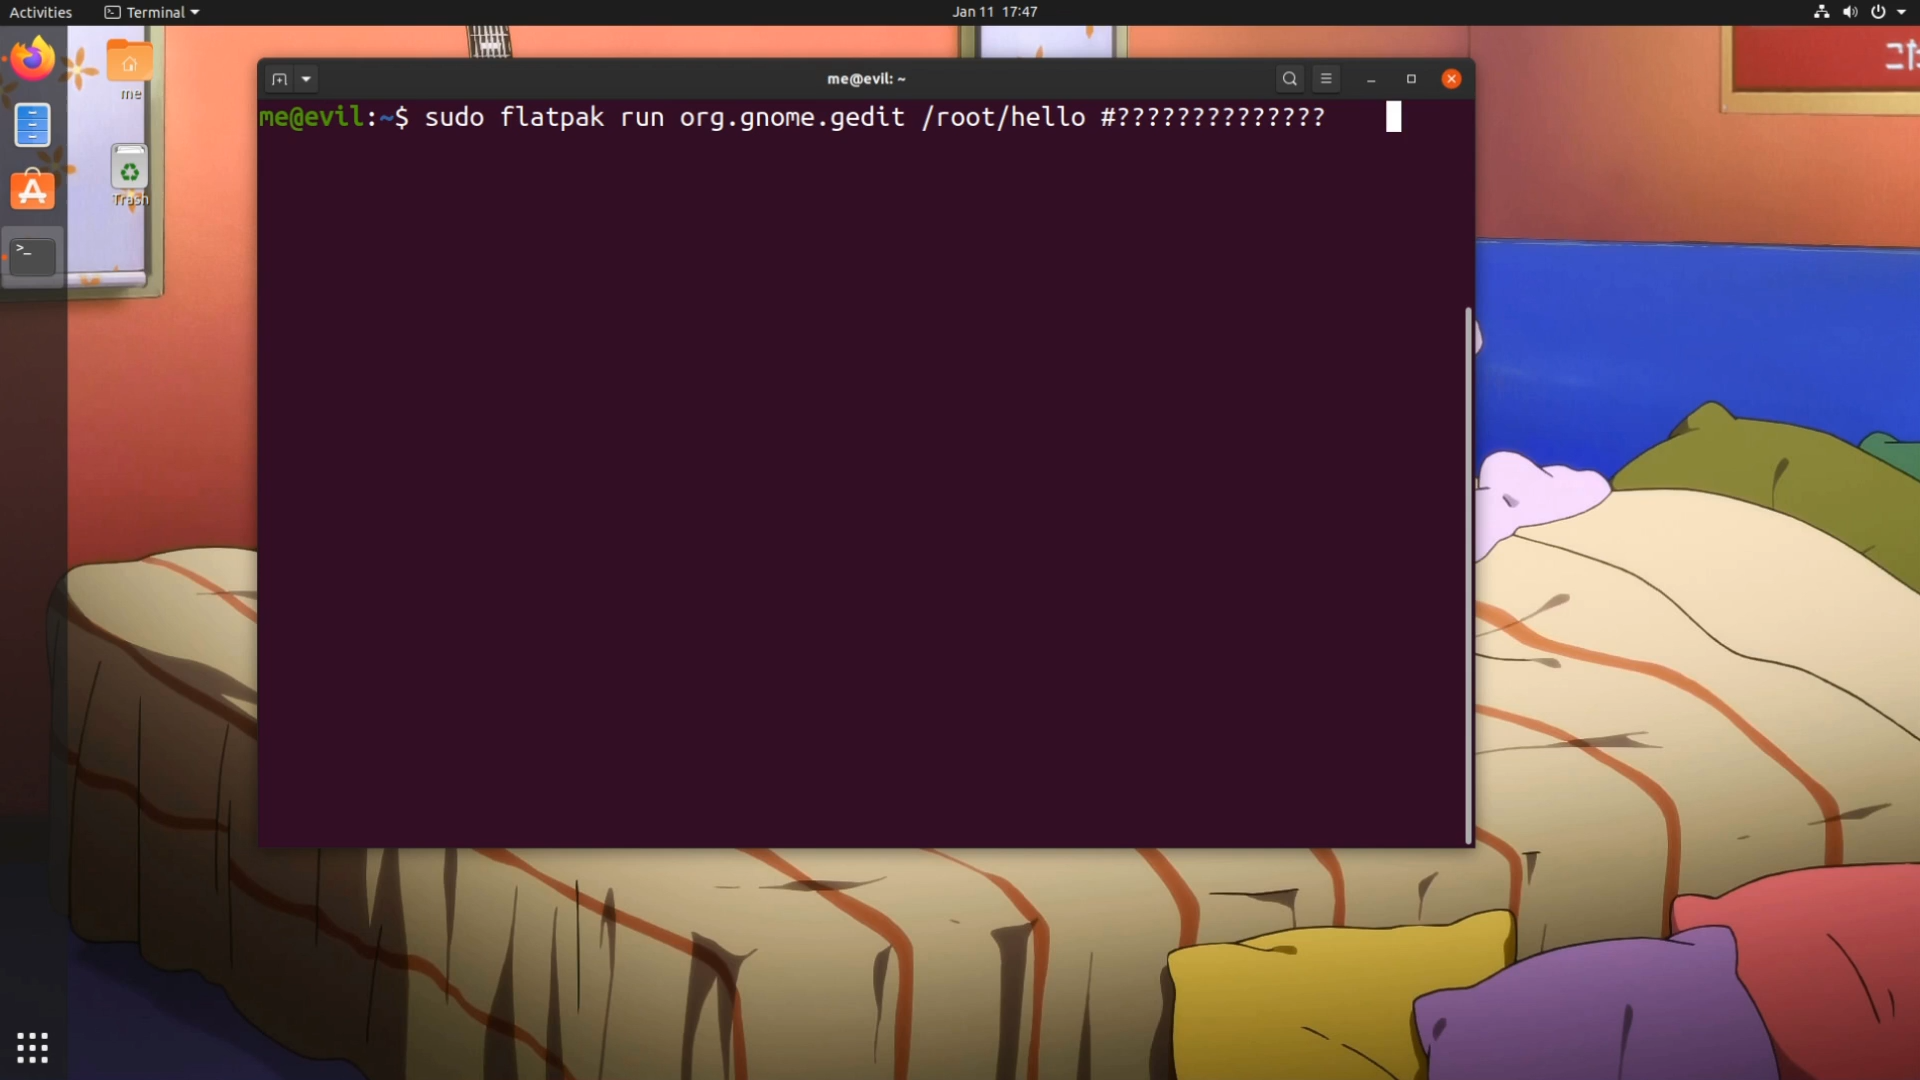 Activities
Terminal
Jan 11 17:47
me
Trash
me@evil: ~
me@evil:~$ sudo flatpak run org.gnome.gedit /root/hello #??????????????